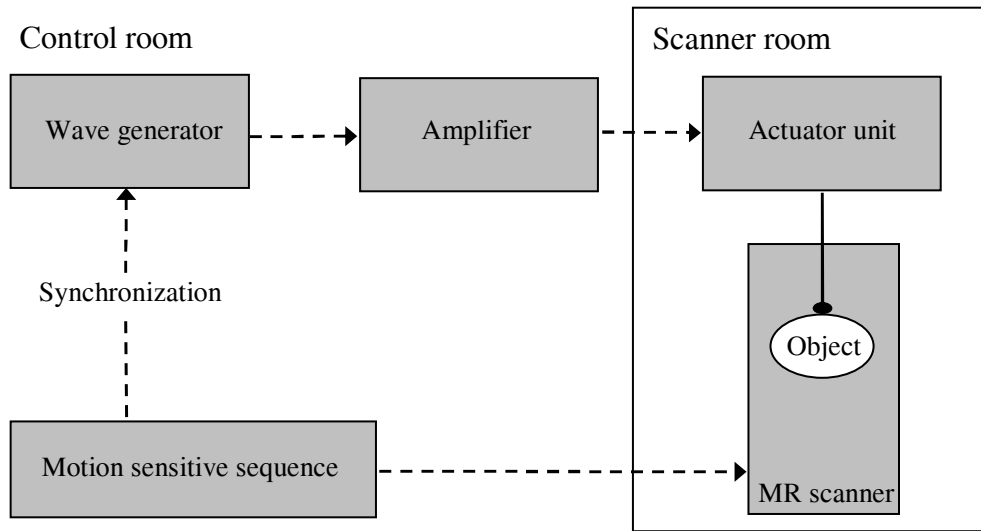 Control room
Scanner room
Wave generator
Amplifier
Actuator unit
Synchronization
Object
Motion sensitive sequence
MR scanner